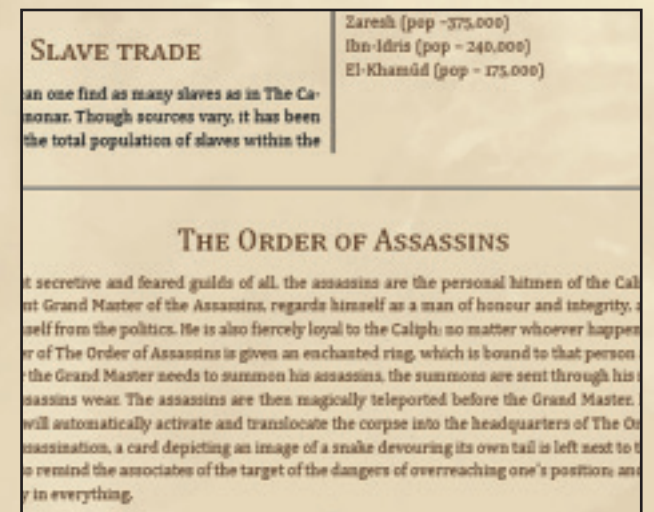 SLAVE TRADE
an one find as many slaves as in The Ca-
nonar. Though sources vary, it has been
the total population of slaves within the
Zaresh (pop ~375,000)
Ibn-Idris (pop ~ 240,000)
El-Khamûd (pop ~ 175,000)
THE ORDER OF ASSASSINS
t secretive and feared guilds of all, the assassins are the personal hitmen of the Cali
nt Grand Master of the Assassins, regards himself as a man of honour and integrity,
self from the politics. He is also fiercely loyal to the Caliph; no matter whoever happen
r of The Order of Assassins is given an enchanted ring, which is bound to that person
the Grand Master needs to summon his assassins, the summons are sent through his
sassins wear. The assassins are then magically teleported before the Grand Master.
will automatically activate and translocate the corpse into the headquarters of The Or
ssassination, a card depicting an image of a snake devouring its own tail is left next to t
o remind the associates of the target of the dangers of overreaching one's position; and
y in everything.